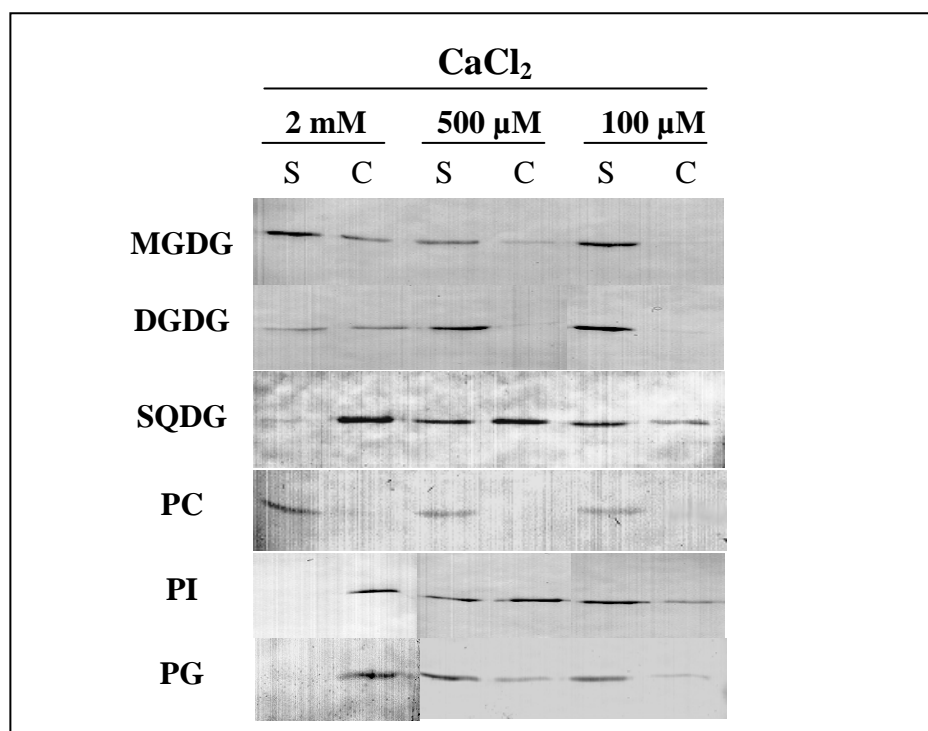 CaCl₂
2 mM 500 µM 100 µM
S C S C S C
MGDG
DGDG
SQDG
PC
PI
PG